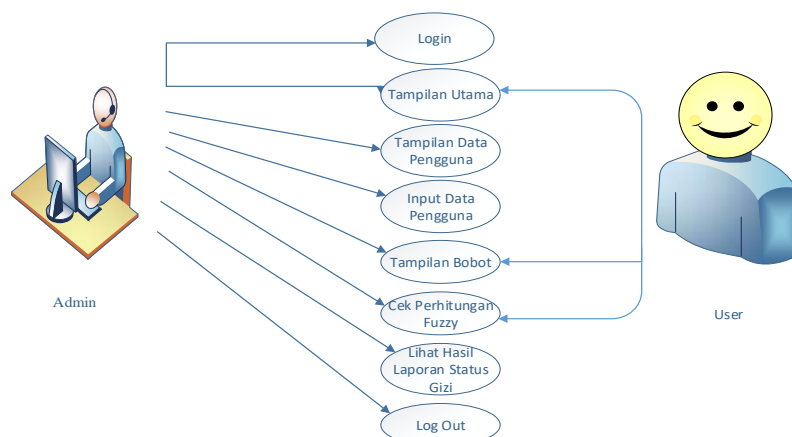 Login
Tampilan Utama
Tampilan Data
Pengguna
Input Data
Pengguna
Tampilan Bobot
Cek Perhitungan
Fuzzy
Lihat Hasil
Laporan Status
Gizi
Log Out
Admin
User